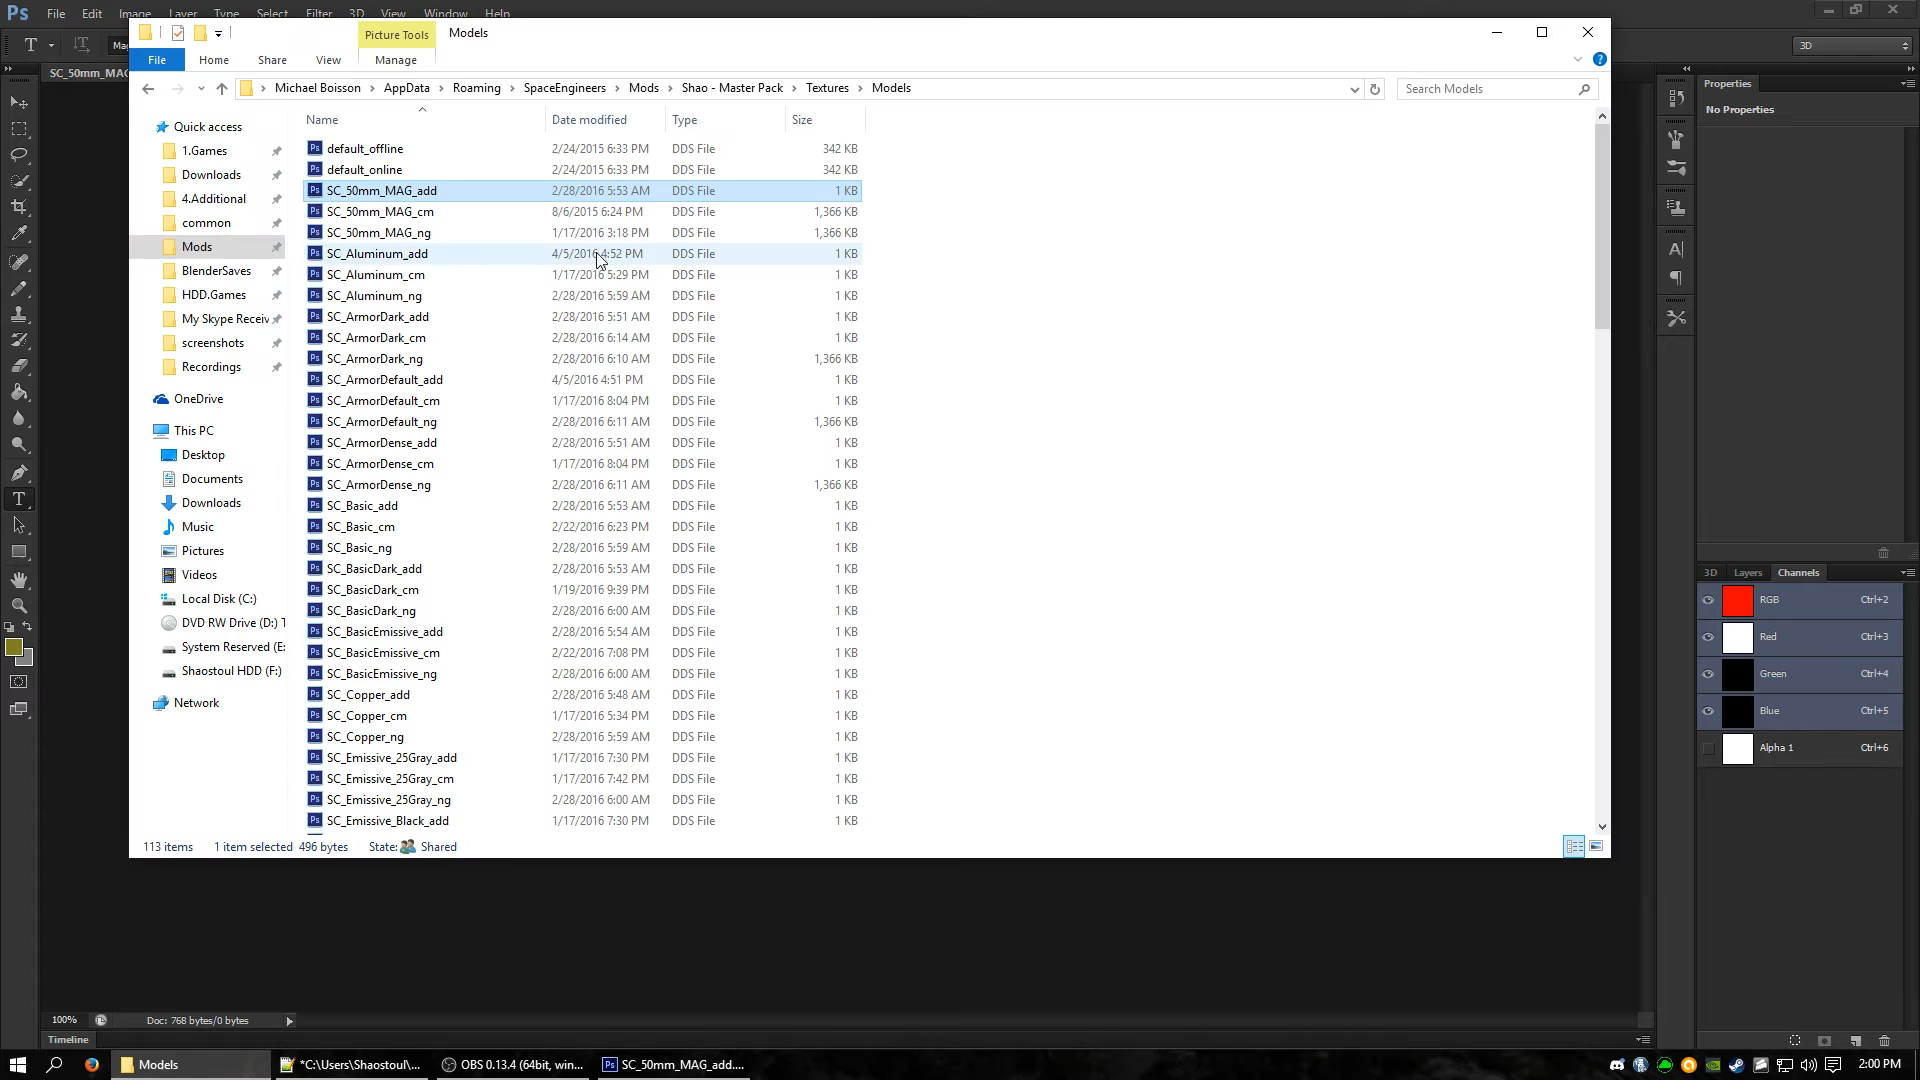 Ps File Edit Image Layer Type Select Filter 3D View Window Help
Picture Tools Models
File Home Share View Manage
T 3D
SC_50mm_MAG
Michael Boisson AppData Roaming SpaceEngineers Mods Shao - Master Pack Textures Models Search Models
Properties
No Properties
Name Date modified Type Size
Quick access
1.Games
Downloads
4.Additional
common
Mods
BlenderSaves
HDD.Games
My Skype Receiv
screenshots
Recordings
OneDrive
This PC
Desktop
Documents
Downloads
Music
Pictures
Videos
Local Disk (C:)
DVD RW Drive (D:) T
System Reserved (E:
Shaostoul HDD (F:)
Network
default_offline 2/24/2015 6:33 PM DDS File 342 KB
default_online 2/24/2015 6:33 PM DDS File 342 KB
SC_50mm_MAG_add 2/28/2016 5:53 AM DDS File 1 KB
SC_50mm_MAG_cm 8/6/2015 6:24 PM DDS File 1,366 KB
SC_50mm_MAG_ng 1/17/2016 3:18 PM DDS File 1,366 KB
SC_Aluminum_add 4/5/2016 4:52 PM DDS File 1 KB
SC_Aluminum_cm 1/17/2016 5:29 PM DDS File 1 KB
SC_Aluminum_ng 2/28/2016 5:59 AM DDS File 1 KB
SC_ArmorDark_add 2/28/2016 5:51 AM DDS File 1 KB
SC_ArmorDark_cm 2/28/2016 6:14 AM DDS File 1 KB
SC_ArmorDark_ng 2/28/2016 6:10 AM DDS File 1,366 KB
SC_ArmorDefault_add 4/5/2016 4:51 PM DDS File 1 KB
SC_ArmorDefault_cm 1/17/2016 8:04 PM DDS File 1 KB
SC_ArmorDefault_ng 2/28/2016 6:11 AM DDS File 1,366 KB
SC_ArmorDense_add 2/28/2016 5:51 AM DDS File 1 KB
SC_ArmorDense_cm 1/17/2016 8:04 PM DDS File 1 KB
SC_ArmorDense_ng 2/28/2016 6:11 AM DDS File 1,366 KB
SC_Basic_add 2/28/2016 5:53 AM DDS File 1 KB
SC_Basic_cm 2/22/2016 6:23 PM DDS File 1 KB
SC_Basic_ng 2/28/2016 5:59 AM DDS File 1 KB
SC_BasicDark_add 2/28/2016 5:53 AM DDS File 1 KB
SC_BasicDark_cm 1/19/2016 9:39 PM DDS File 1 KB
SC_BasicDark_ng 2/28/2016 6:00 AM DDS File 1 KB
SC_BasicEmissive_add 2/28/2016 5:54 AM DDS File 1 KB
SC_BasicEmissive_cm 2/22/2016 7:08 PM DDS File 1 KB
SC_BasicEmissive_ng 2/28/2016 6:00 AM DDS File 1 KB
SC_Copper_add 2/28/2016 5:48 AM DDS File 1 KB
SC_Copper_cm 1/17/2016 5:34 PM DDS File 1 KB
SC_Copper_ng 2/28/2016 5:59 AM DDS File 1 KB
SC_Emissive_25Gray_add 1/17/2016 7:30 PM DDS File 1 KB
SC_Emissive_25Gray_cm 1/17/2016 7:42 PM DDS File 1 KB
SC_Emissive_25Gray_ng 2/28/2016 6:00 AM DDS File 1 KB
SC_Emissive_Black_add 1/17/2016 7:30 PM DDS File 1 KB
113 items 1 item selected 496 bytes State: Shared
3D Layers Channels
RGB Ctrl+2
Red Ctrl+3
Green Ctrl+4
Blue Ctrl+5
Alpha 1 Ctrl+6
100% Doc: 768 bytes/0 bytes
Timeline
Models *C:\Users\Shaostoul\... OBS 0.13.4 (64bit, win... SC_50mm_MAG_add.... 2:00 PM